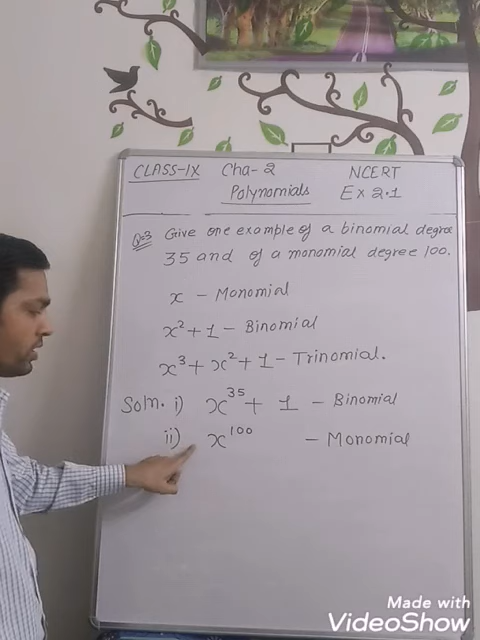 CLASS-IX Cha-2 NCERT
Polynomials Ex 2.1
Q=3 Give one example of a binomial degree
35 and of a monomial degree 100.
x - Monomial
x² + 1 - Binomial
x³ + x² + 1 - Trinomial.
Soln. i) x³⁵ + 1 - Binomial
ii) x¹⁰⁰ - Monomial
Made with
VideoShow